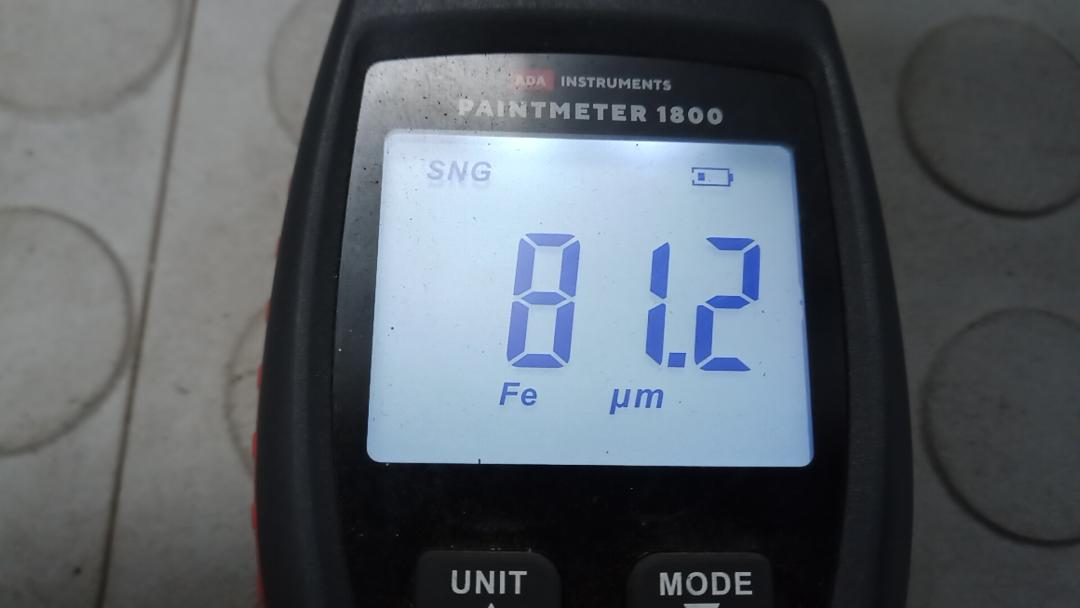 ADA INSTRUMENTS
PAINTMETER 1800
SNG
81.2
Fe µm
UNIT MODE